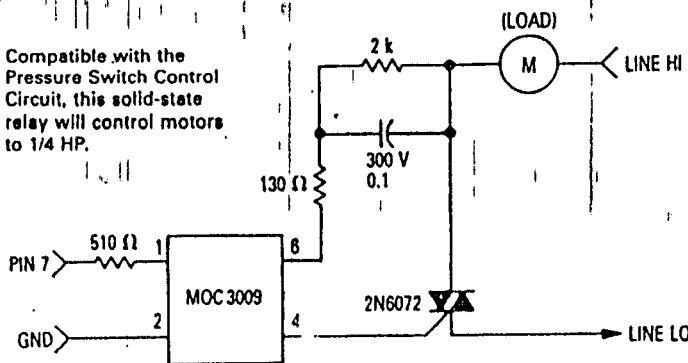 (LOAD)
Compatible with the
Pressure Switch Control
Circuit, this solid-state
relay will control motors
to 1/4 HP.
2 k
M
LINE HI
300 V
0.1
130 Ω
510 Ω
1
6
PIN 7
MOC 3009
2N6072
2
4
GND
LINE LO